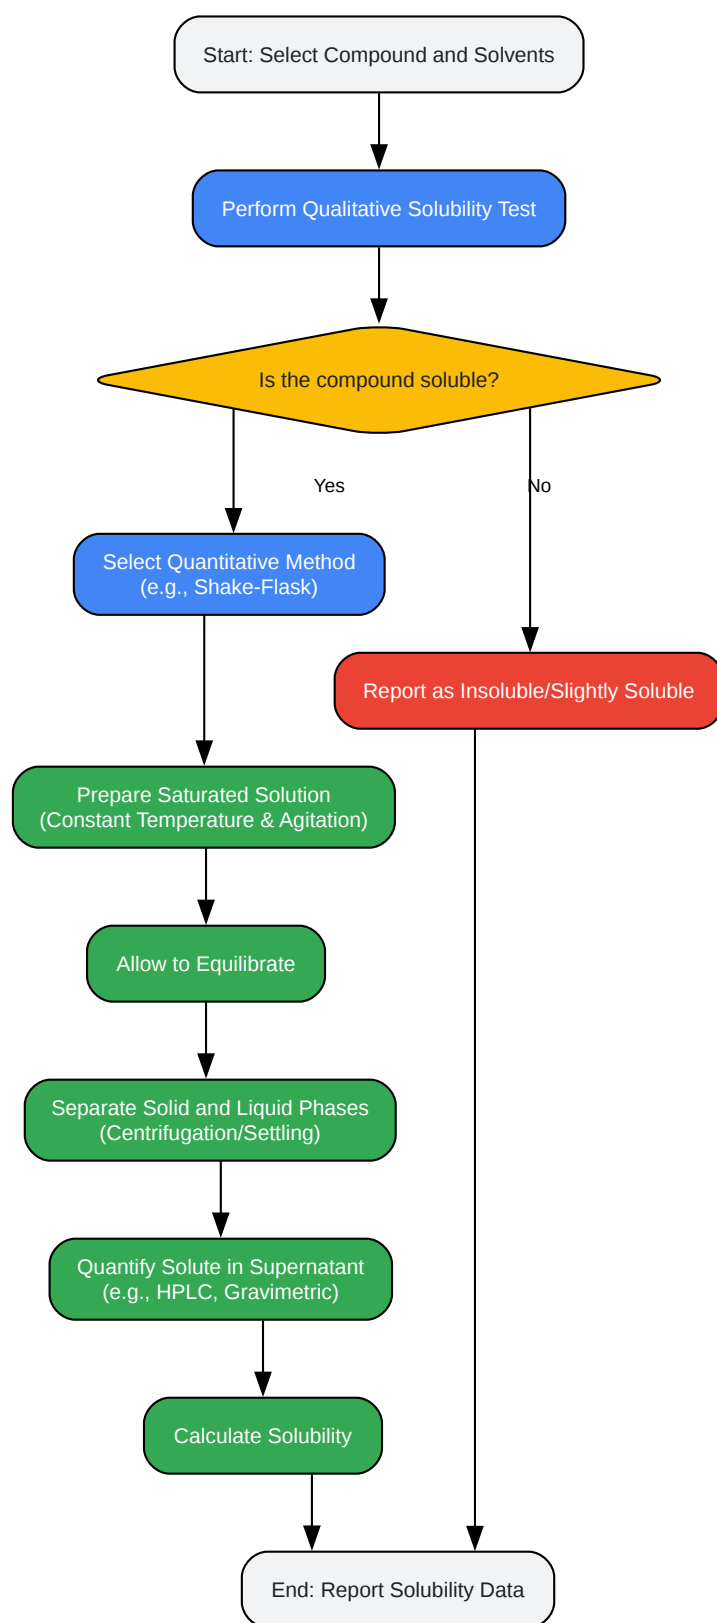 Start: Select Compound and Solvents
Perform Qualitative Solubility Test
Is the compound soluble?
Yes
No
Select Quantitative Method
(e.g., Shake-Flask)
Report as Insoluble/Slightly Soluble
Prepare Saturated Solution
(Constant Temperature & Agitation)
Allow to Equilibrate
Separate Solid and Liquid Phases
(Centrifugation/Settling)
Quantify Solute in Supernatant
(e.g., HPLC, Gravimetric)
Calculate Solubility
End: Report Solubility Data